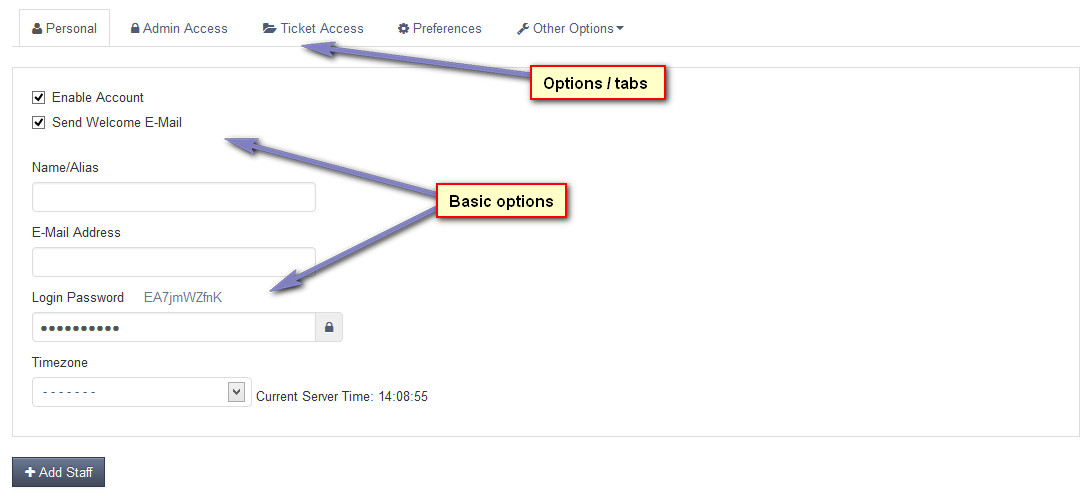 Personal Admin Access Ticket Access Preferences Other Options
Options / tabs
Enable Account
Send Welcome E-Mail
Name/Alias
Basic options
E-Mail Address
Login Password EA7jmWZfnK
••••••••••
Timezone
- - - - - - - Current Server Time: 14:08:55
Add Staff